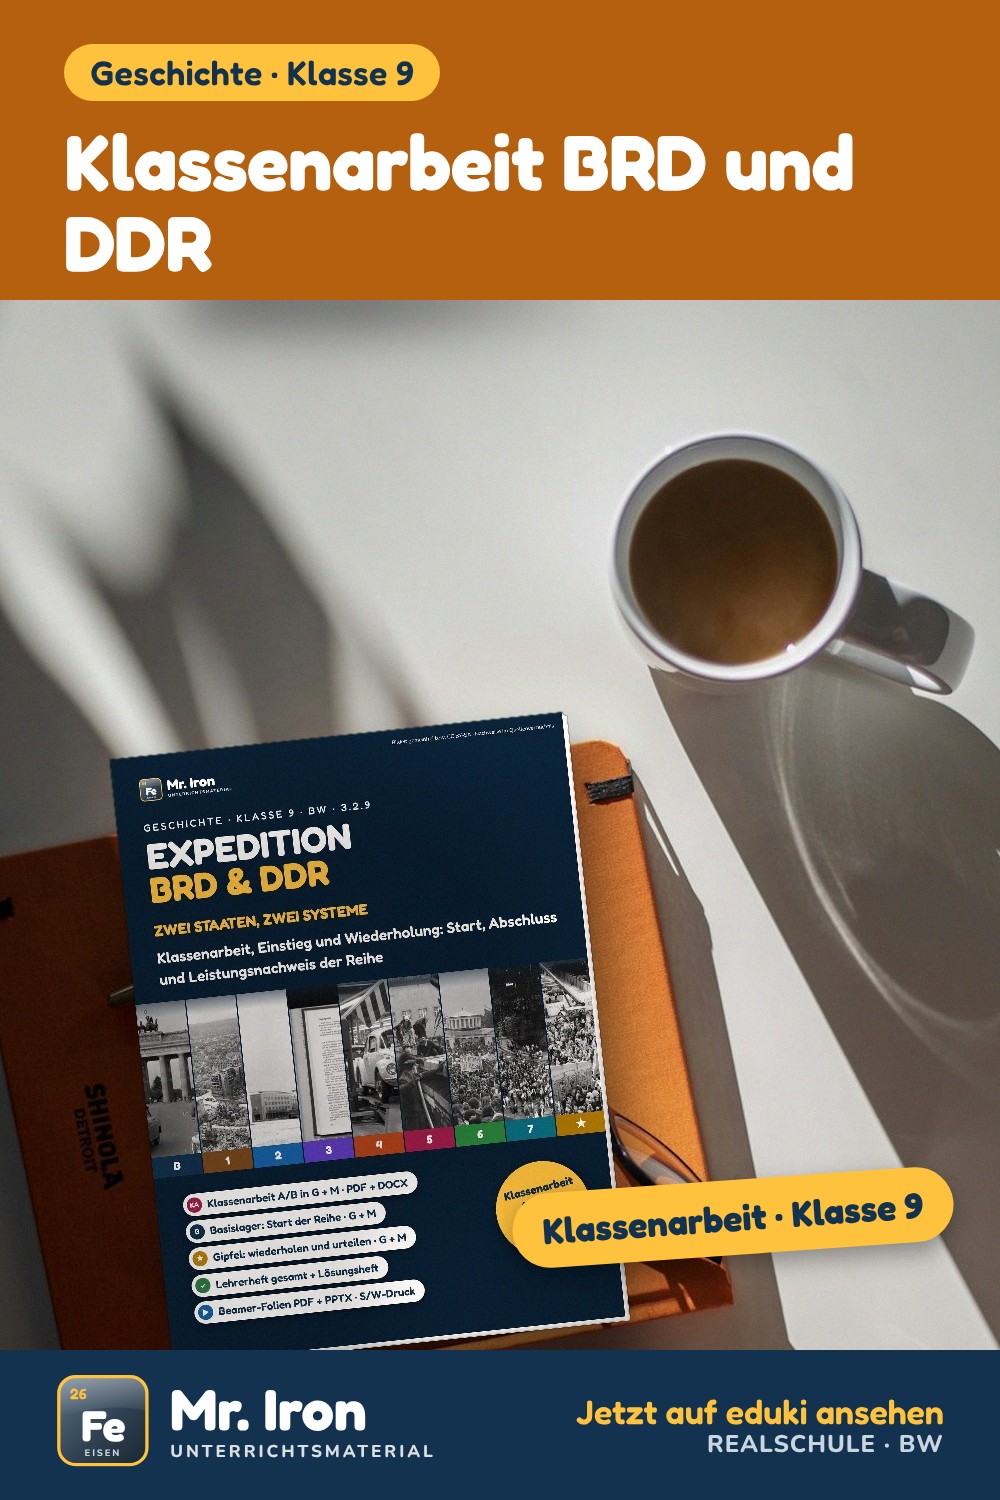 Geschichte · Klasse 9
Klassenarbeit BRD und
DDR
Fe
Mr. Iron
UNTERRICHTSMATERIAL
GESCHICHTE · KLASSE 9 · BW · 3.2.9
EXPEDITION
BRD & DDR
ZWEI STAATEN, ZWEI SYSTEME
Klassenarbeit, Einstieg und Wiederholung: Start, Abschluss
und Leistungsnachweis der Reihe
B 1 2 3 4 5 6 7 ★
KA Klassenarbeit A/B in G + M · PDF + DOCX
B Basislager: Start der Reihe · G + M
★ Gipfel: wiederholen und urteilen · G + M
✓ Lehrerheft gesamt + Lösungsheft
▶ Beamer-Folien PDF + PPTX · S/W-Druck
Klassenarbeit
Klassenarbeit · Klasse 9
SHINOLA
DETROIT
26
Fe
EISEN
Mr. Iron
UNTERRICHTSMATERIAL
Jetzt auf eduki ansehen
REALSCHULE · BW